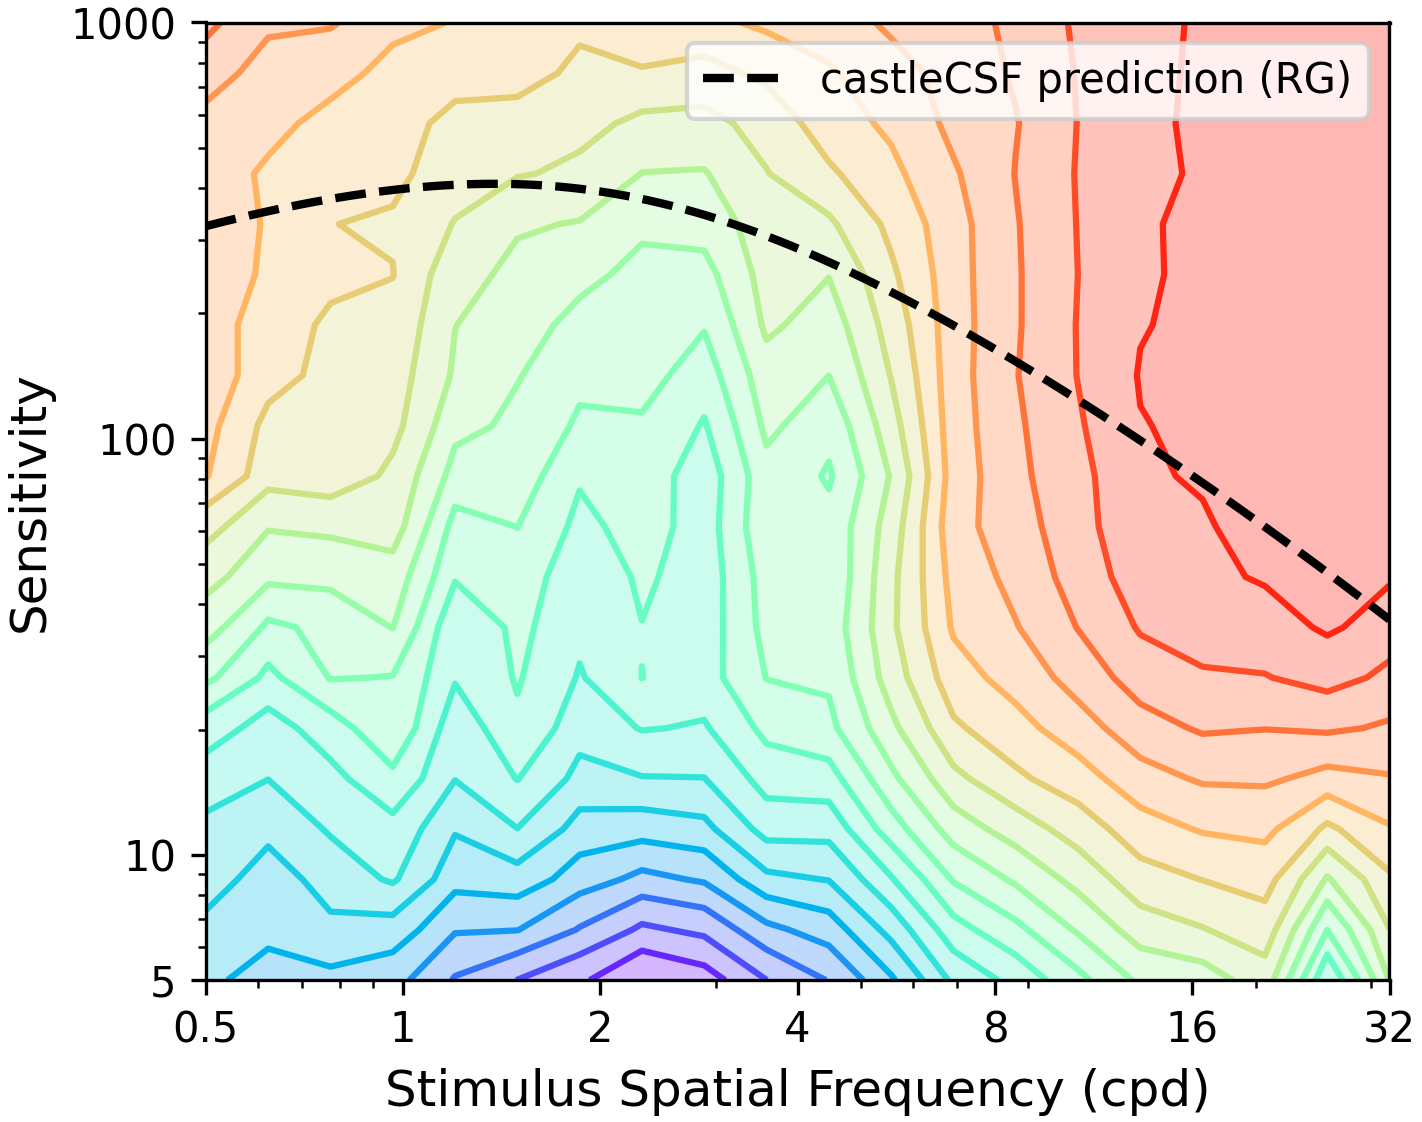 1000
castleCSF prediction (RG)
100
Sensitivity
10
5
0.5 1 2 4 8 16 32
Stimulus Spatial Frequency (cpd)